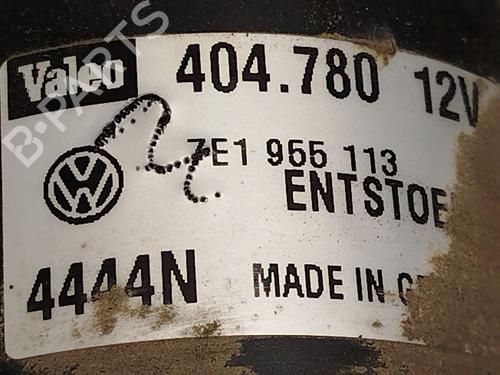 Valeo 404.780 12V
7E1 955 113
ENTSTOE
4444N MADE IN
B-PARTS